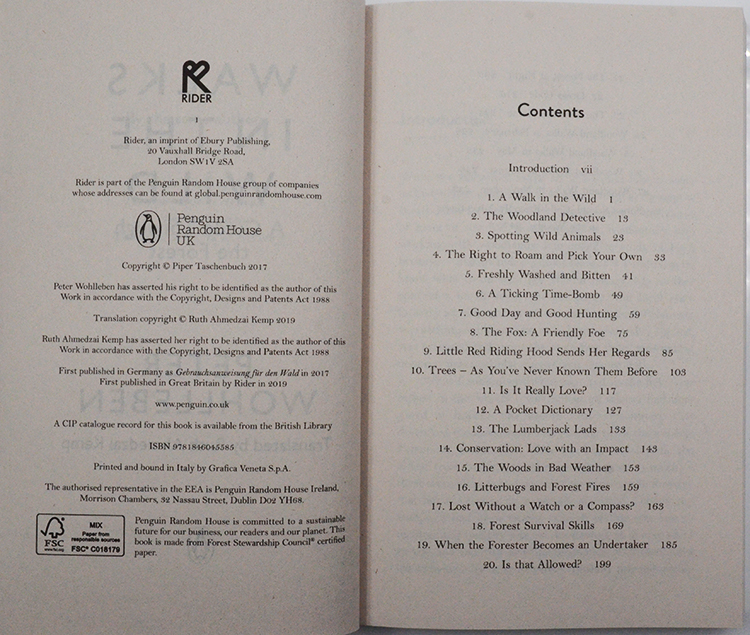 RIDER
1
Rider, an imprint of Ebury Publishing,
20 Vauxhall Bridge Road,
London SW1V 2SA
Rider is part of the Penguin Random House group of companies
whose addresses can be found at global.penguinrandomhouse.com
Penguin
Random House
UK
Copyright © Piper Taschenbuch 2017
Peter Wohlleben has asserted his right to be identified as the author of this
Work in accordance with the Copyright, Designs and Patents Act 1988
Translation copyright © Ruth Ahmedzai Kemp 2019
Ruth Ahmedzai Kemp has asserted her right to be identified as the author of this
Work in accordance with the Copyright, Designs and Patents Act 1988
First published in Germany as Gebrauchsanweisung für den Wald in 2017
First published in Great Britain by Rider in 2019
www.penguin.co.uk
A CIP catalogue record for this book is available from the British Library
ISBN 9781846045585
Printed and bound in Italy by Grafica Veneta S.p.A.
The authorised representative in the EEA is Penguin Random House Ireland,
Morrison Chambers, 32 Nassau Street, Dublin D02 YH68.
FSC
www.fsc.org
MIX
Paper from
responsible sources
FSC® C018179
Penguin Random House is committed to a sustainable
future for our business, our readers and our planet. This
book is made from Forest Stewardship Council® certified
paper.
Contents
Introduction vii
1. A Walk in the Wild 1
2. The Woodland Detective 13
3. Spotting Wild Animals 23
4. The Right to Roam and Pick Your Own 33
5. Freshly Washed and Bitten 41
6. A Ticking Time-Bomb 49
7. Good Day and Good Hunting 59
8. The Fox: A Friendly Foe 75
9. Little Red Riding Hood Sends Her Regards 85
10. Trees – As You've Never Known Them Before 103
11. Is It Really Love? 117
12. A Pocket Dictionary 127
13. The Lumberjack Lads 133
14. Conservation: Love with an Impact 143
15. The Woods in Bad Weather 153
16. Litterbugs and Forest Fires 159
17. Lost Without a Watch or a Compass? 163
18. Forest Survival Skills 169
19. When the Forester Becomes an Undertaker 185
20. Is that Allowed? 199